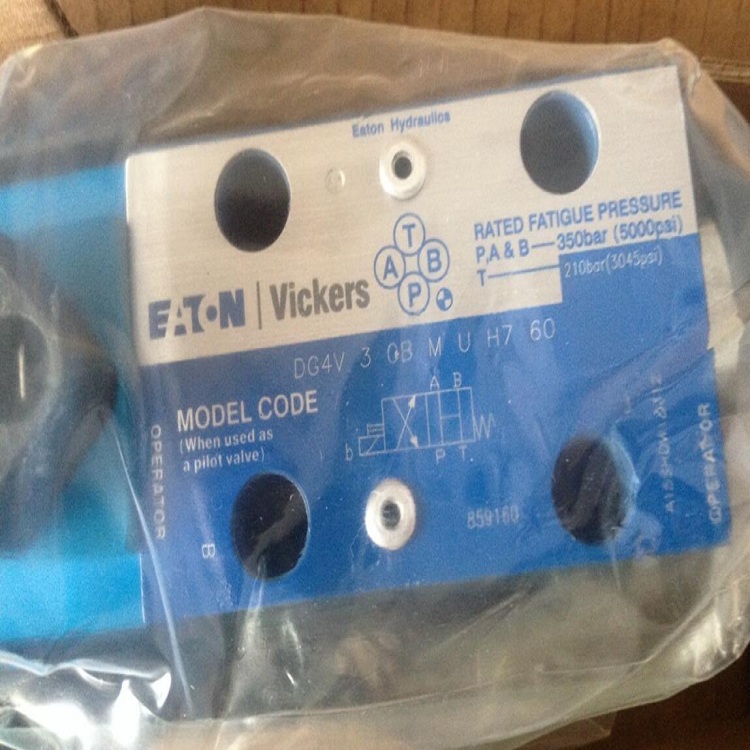 Eaton Hydraulics
RATED FATIGUE PRESSURE
P,A & B—350bar (5000psi)
T—210bar(3045psi)
T
A B
P
EATON | Vickers
DG4V 3 0B M U H7 60
MODEL CODE
(When used as
a pilot valve)
A B
b
P T
OPERATOR
B
859160
OPERATOR